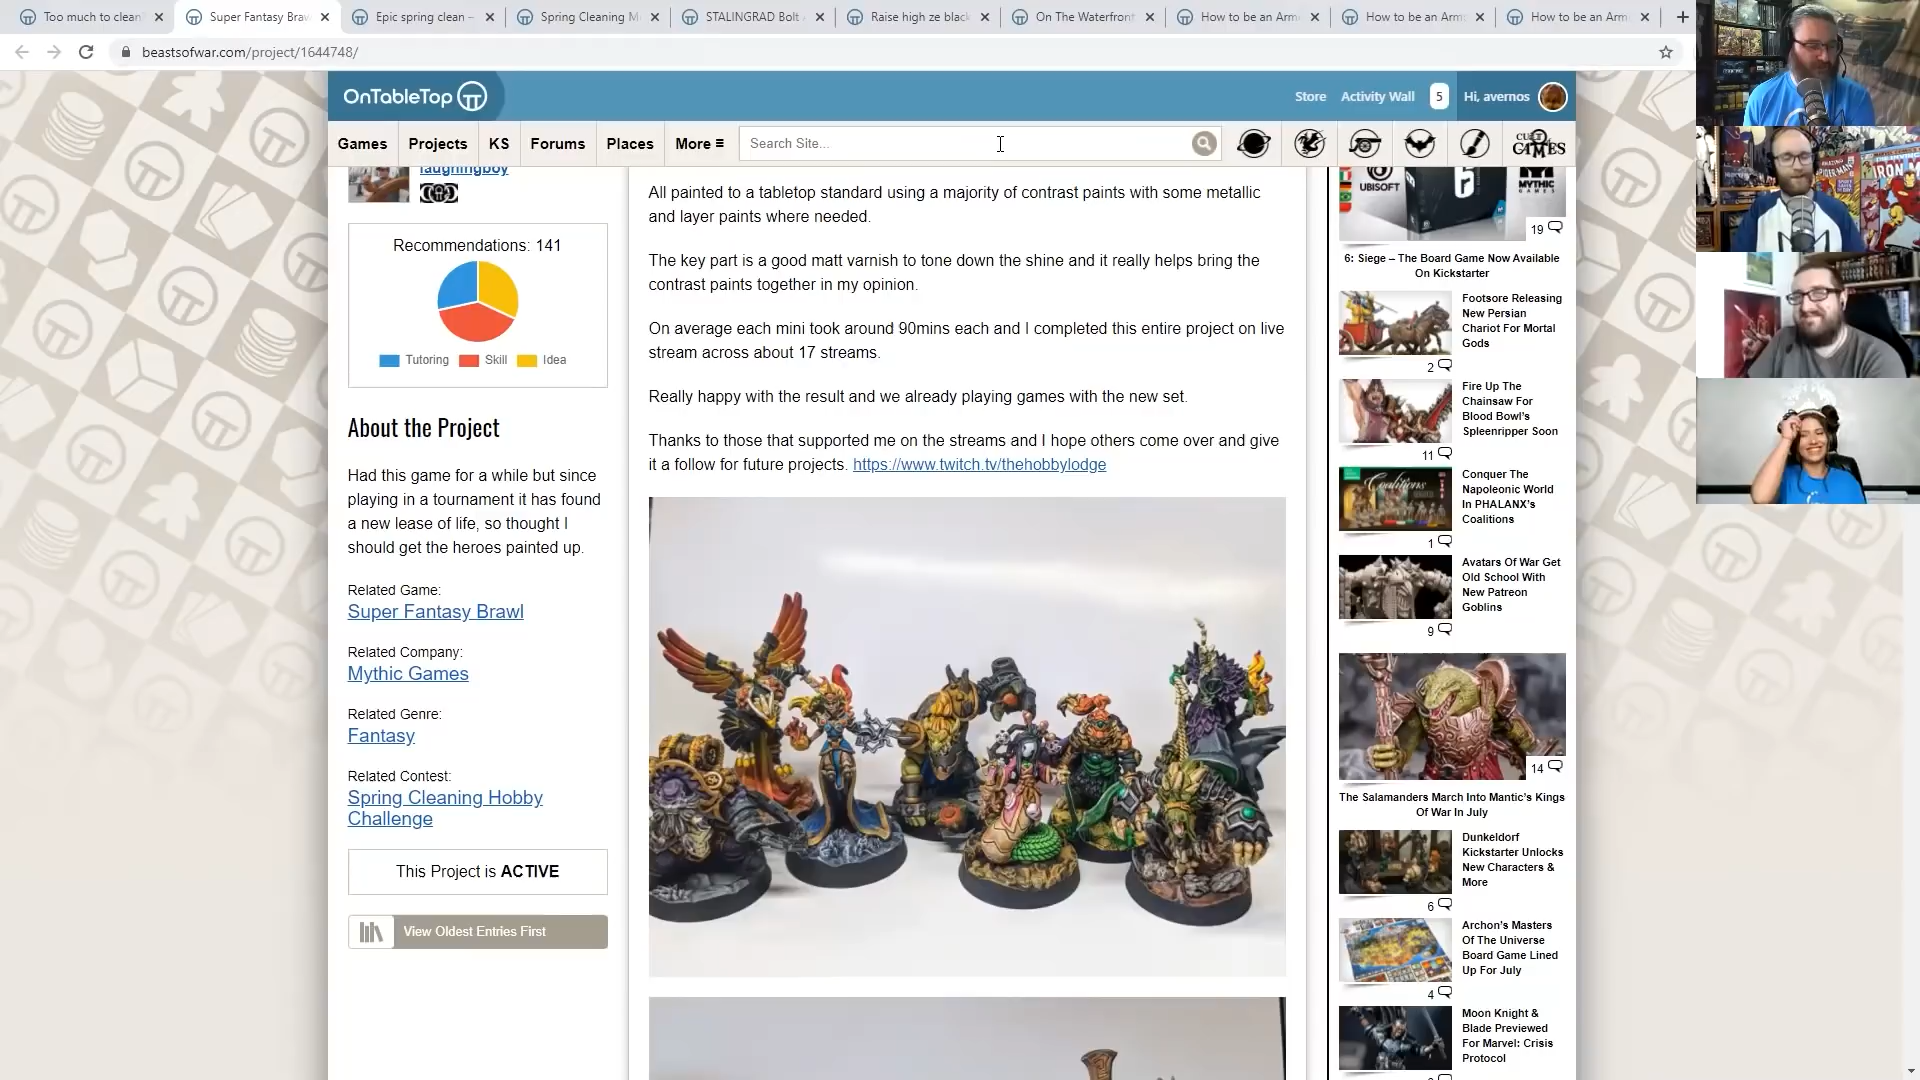 Too much to clean
Super Fantasy Braw
Epic spring clean –
Spring Cleaning M
STALINGRAD Bolt
Raise high ze black
On The Waterfront
How to be an Arm
How to be an Arm
How to be an Arm
beastsofwar.com/project/1644748/
OnTableTop
Store
Activity Wall
5
Hi, avernos
Games
Projects
KS
Forums
Places
More ≡
Search Site...
CULT OF GAMES
laughingboy
Recommendations: 141
Tutoring
Skill
Idea
About the Project
Had this game for a while but since
playing in a tournament it has found
a new lease of life, so thought I
should get the heroes painted up.
Related Game:
Super Fantasy Brawl
Related Company:
Mythic Games
Related Genre:
Fantasy
Related Contest:
Spring Cleaning Hobby
Challenge
This Project is ACTIVE
View Oldest Entries First
All painted to a tabletop standard using a majority of contrast paints with some metallic
and layer paints where needed.
The key part is a good matt varnish to tone down the shine and it really helps bring the
contrast paints together in my opinion.
On average each mini took around 90mins each and I completed this entire project on live
stream across about 17 streams.
Really happy with the result and we already playing games with the new set.
Thanks to those that supported me on the streams and I hope others come over and give
it a follow for future projects. https://www.twitch.tv/thehobbylodge
UBISOFT
6
MYTHIC
GAMES
19
6: Siege – The Board Game Now Available
On Kickstarter
Footsore Releasing
New Persian
Chariot For Mortal
Gods
2
Fire Up The
Chainsaw For
Blood Bowl's
Spleenripper Soon
11
Coalitions
Conquer The
Napoleonic World
In PHALANX's
Coalitions
1
Avatars Of War Get
Old School With
New Patreon
Goblins
9
14
The Salamanders March Into Mantic's Kings
Of War In July
Dunkeldorf
Kickstarter Unlocks
New Characters &
More
6
Archon's Masters
Of The Universe
Board Game Lined
Up For July
4
Moon Knight &
Blade Previewed
For Marvel: Crisis
Protocol
AMAZING
SPIDER-MAN
IRON M